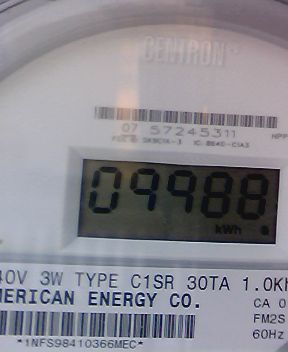 CENTRON
07 57245311
09988
kWh
40V 3W TYPE C1SR 30TA 1.0K
MERICAN ENERGY CO.
CA 0
FM2S
60Hz
*1NFS98410366MEC*